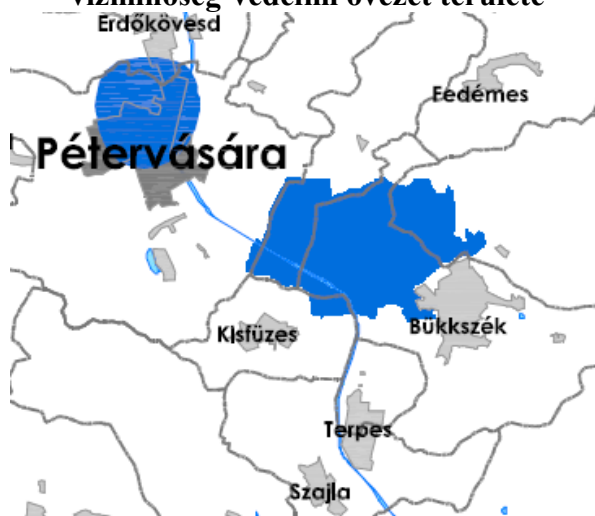 vízminőség-védelmi övezet területe
Erdőkövesd
Fedémes
Pétervására
Bükkszék
Kisfüzes
Terpes
Szajla